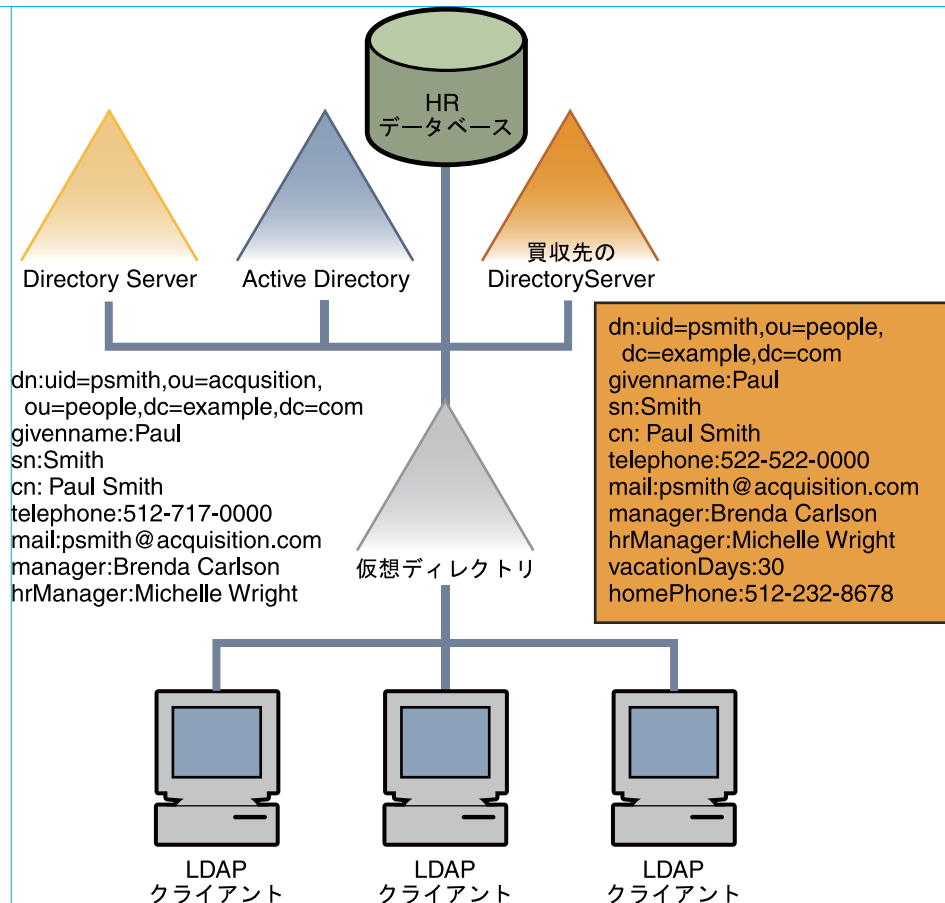 HR
データベース
Directory Server
Active Directory
買収先の
DirectoryServer
dn:uid=psmith,ou=acqusition,
ou=people,dc=example,dc=com
givenname:Paul
sn:Smith
cn: Paul Smith
telephone:512-717-0000
mail:psmith@acquisition.com
manager:Brenda Carlson
hrManager:Michelle Wright
仮想ディレクトリ
dn:uid=psmith,ou=people,
dc=example,dc=com
givenname:Paul
sn:Smith
cn: Paul Smith
telephone:522-522-0000
mail:psmith@acquisition.com
manager:Brenda Carlson
hrManager:Michelle Wright
vacationDays:30
homePhone:512-232-8678
LDAP
クライアント
LDAP
クライアント
LDAP
クライアント